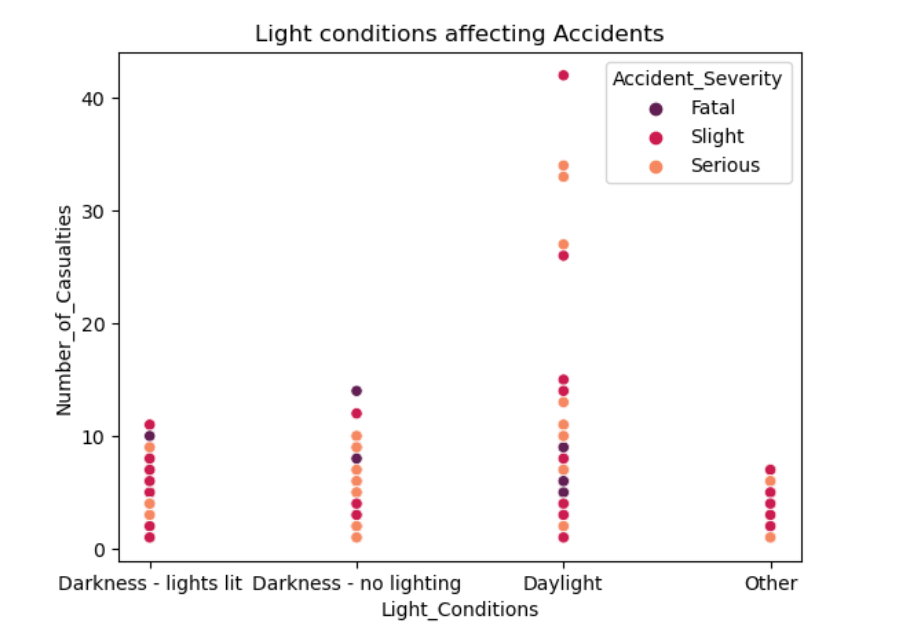 Light conditions affecting Accidents
Accident_Severity
Fatal
Slight
Serious
40
30
20
10
0
Number_of_Casualties
Darkness - lights lit
Darkness - no lighting
Daylight
Other
Light_Conditions